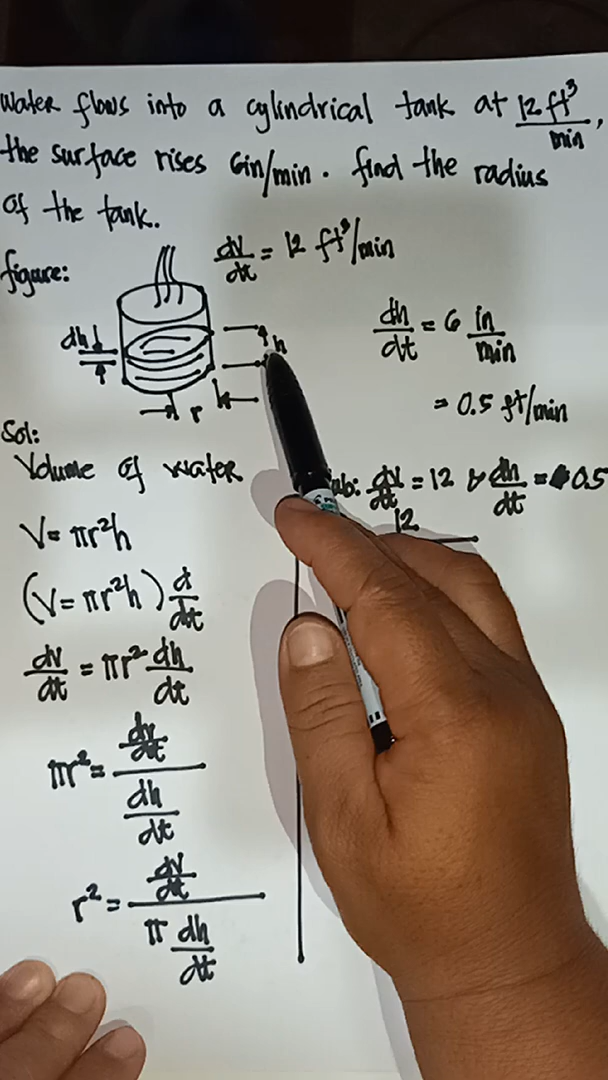 Water flows into a cylindrical tank at 12 ft³/min,
the surface rises 6in/min. find the radius
of the tank.
figure:
dv/dt = 12 ft³/min
dh
h
r
dh/dt = 6 in/min
= 0.5 ft/min
Sol:
Volume of water
V = πr²h
(V = πr²h) d/dt
dv/dt = πr² dh/dt
πr² = dv/dt / dh/dt
r² = dv/dt / π dh/dt
dv/dt = 12 & dh/dt = 0.5
12